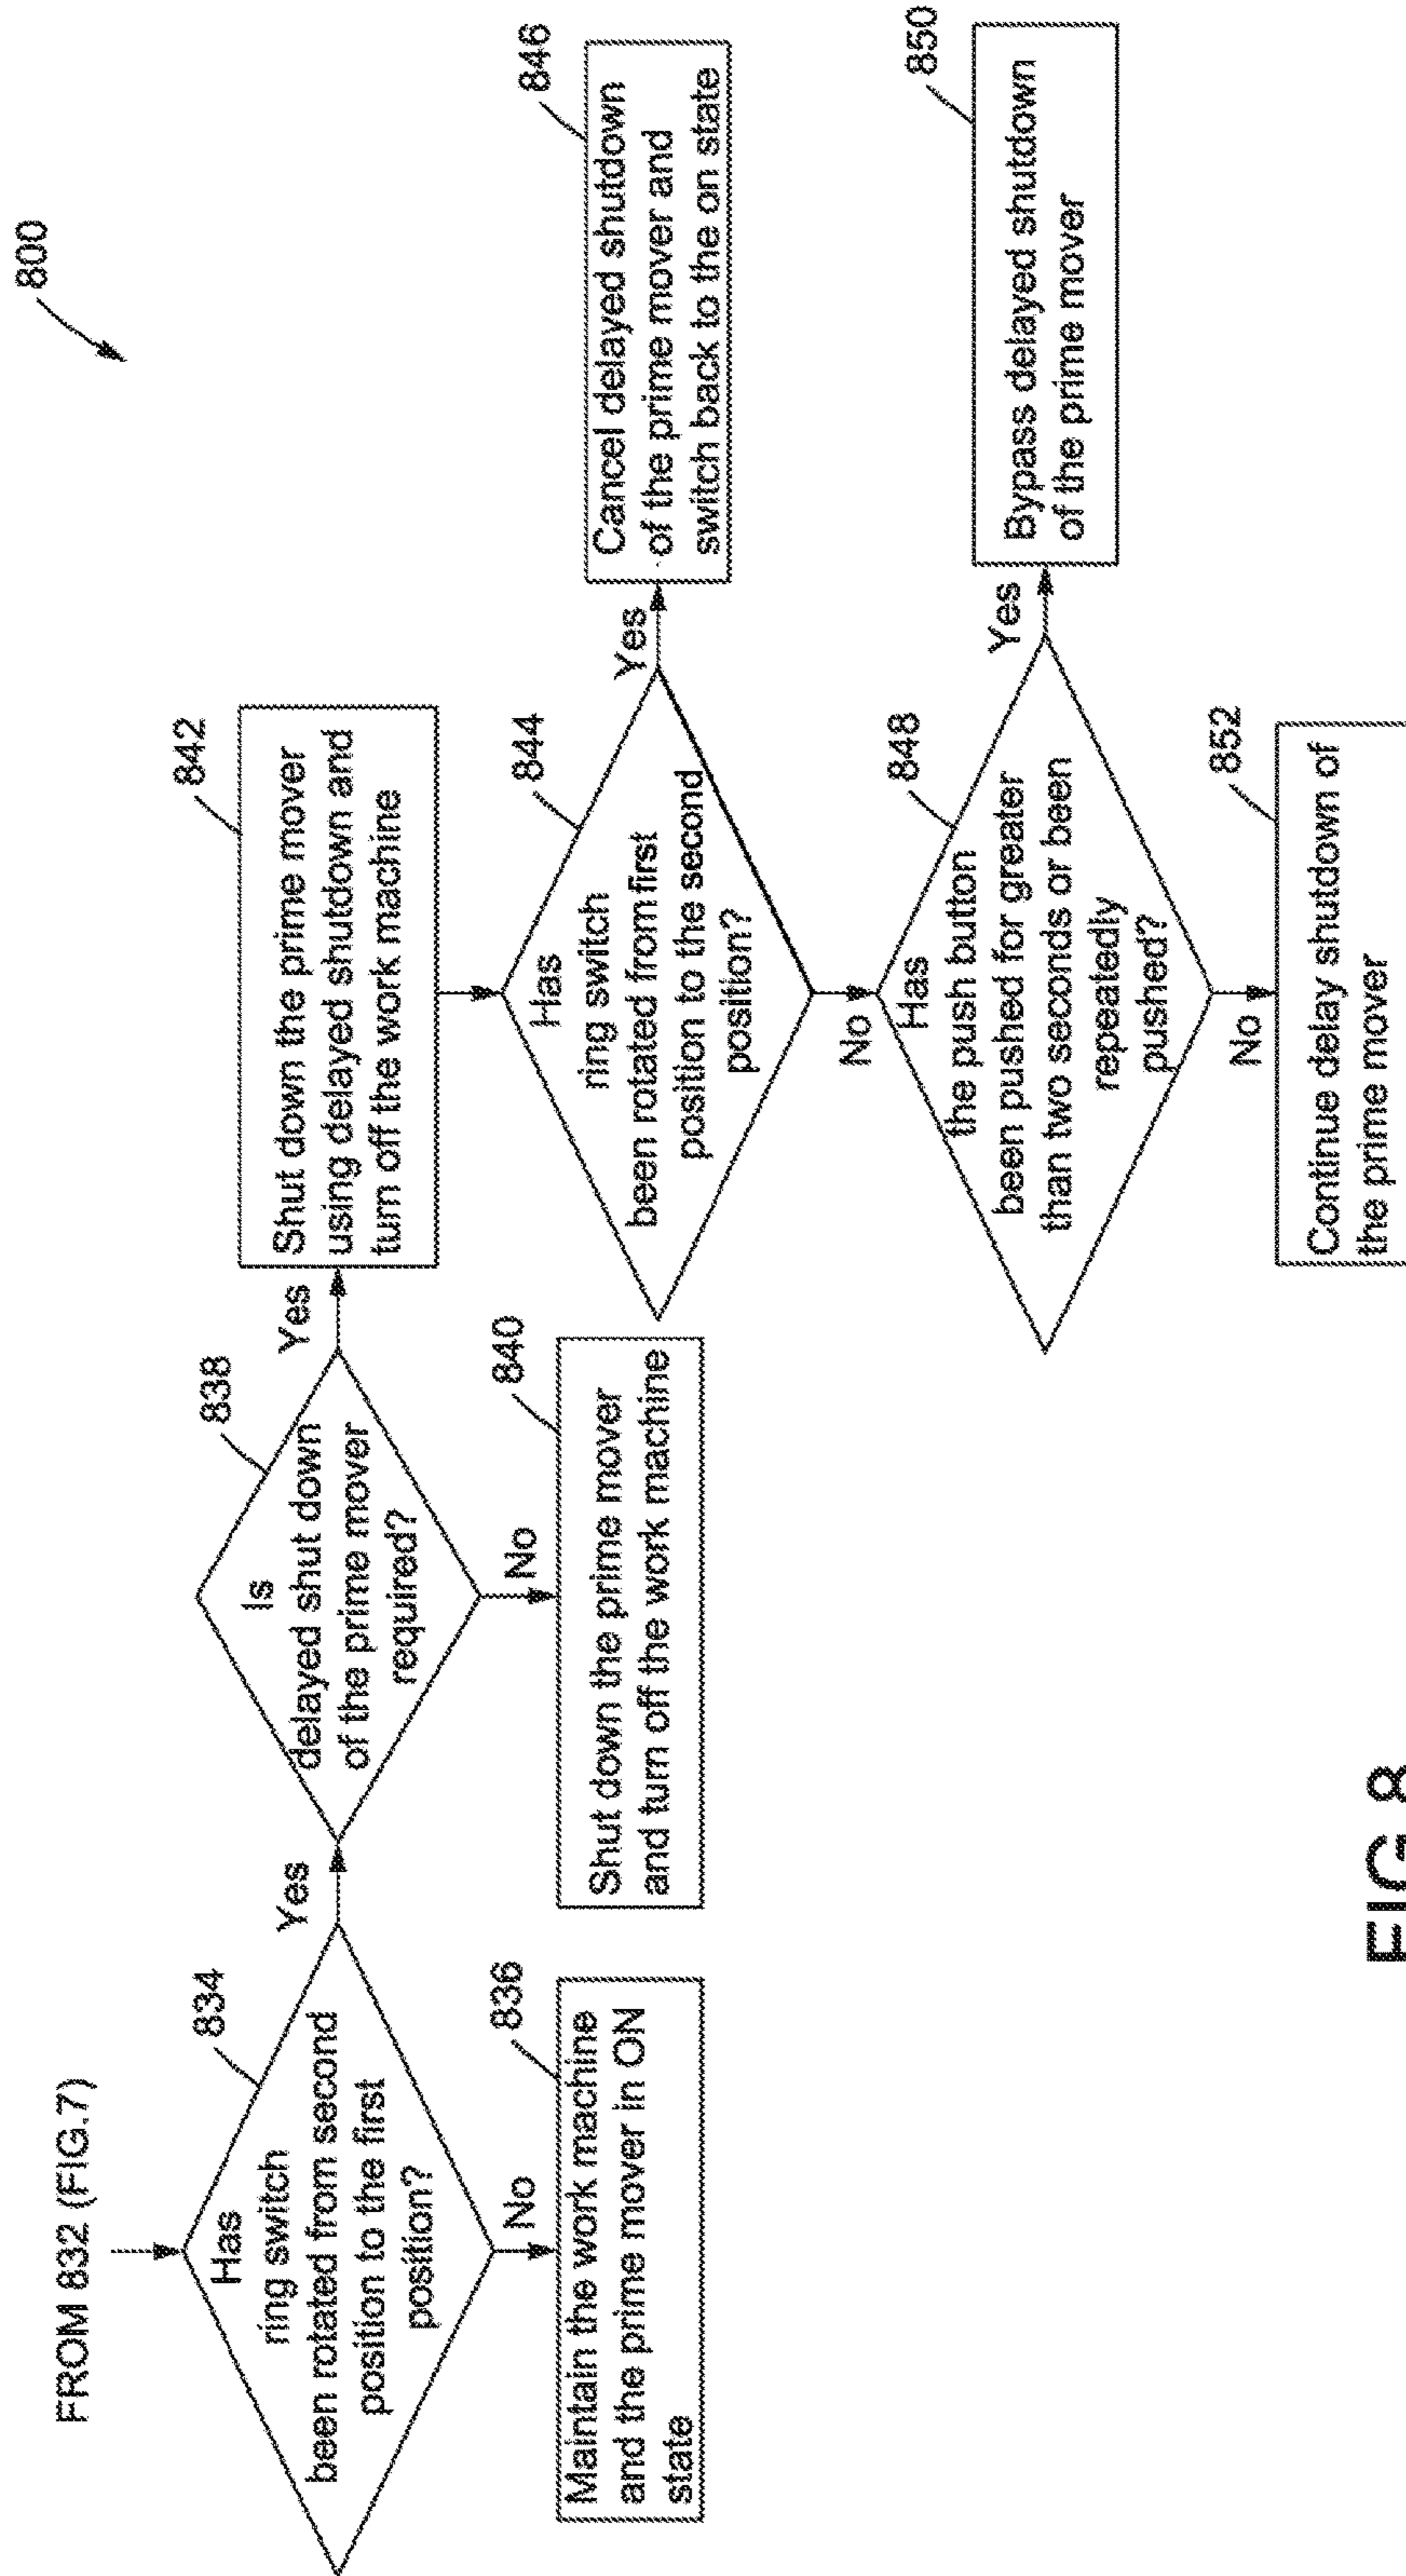 800
FROM 832 (FIG.7)
834
Has
ring switch
been rotated from second
position to the first
position?
Yes
No
836
Maintain the work machine
and the prime mover in ON
state
838
Is
delayed shut down
of the prime mover
required?
Yes
No
840
Shut down the prime mover
and turn off the work machine
842
Shut down the prime mover
using delayed shutdown and
turn off the work machine
844
Has
ring switch
been rotated from first
position to the second
position?
Yes
No
846
Cancel delayed shutdown
of the prime mover and
switch back to the on state
848
Has
the push button
been pushed for greater
than two seconds or been
repeatedly
pushed?
Yes
No
850
Bypass delayed shutdown
of the prime mover
852
Continue delay shutdown of
the prime mover
FIG.8